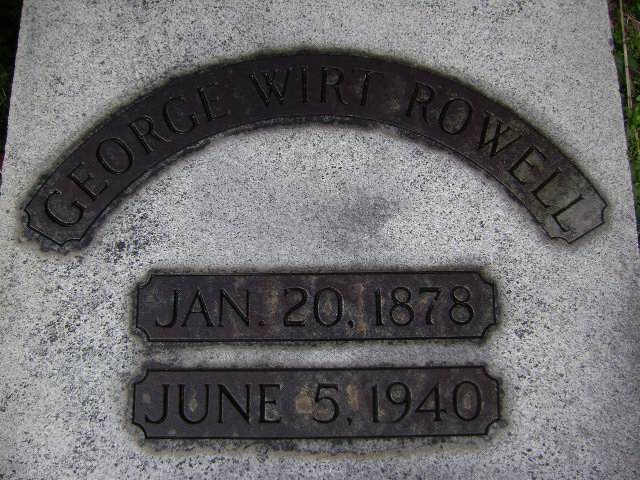 GEORGE WIRT ROWELL
JAN. 20, 1878
JUNE 5, 1940